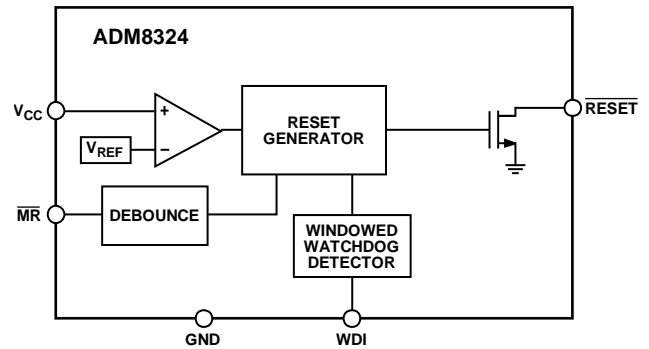 ADM8324
VCC
+
−
VREF
RESET
GENERATOR
RESET
MR
DEBOUNCE
WINDOWED
WATCHDOG
DETECTOR
GND
WDI